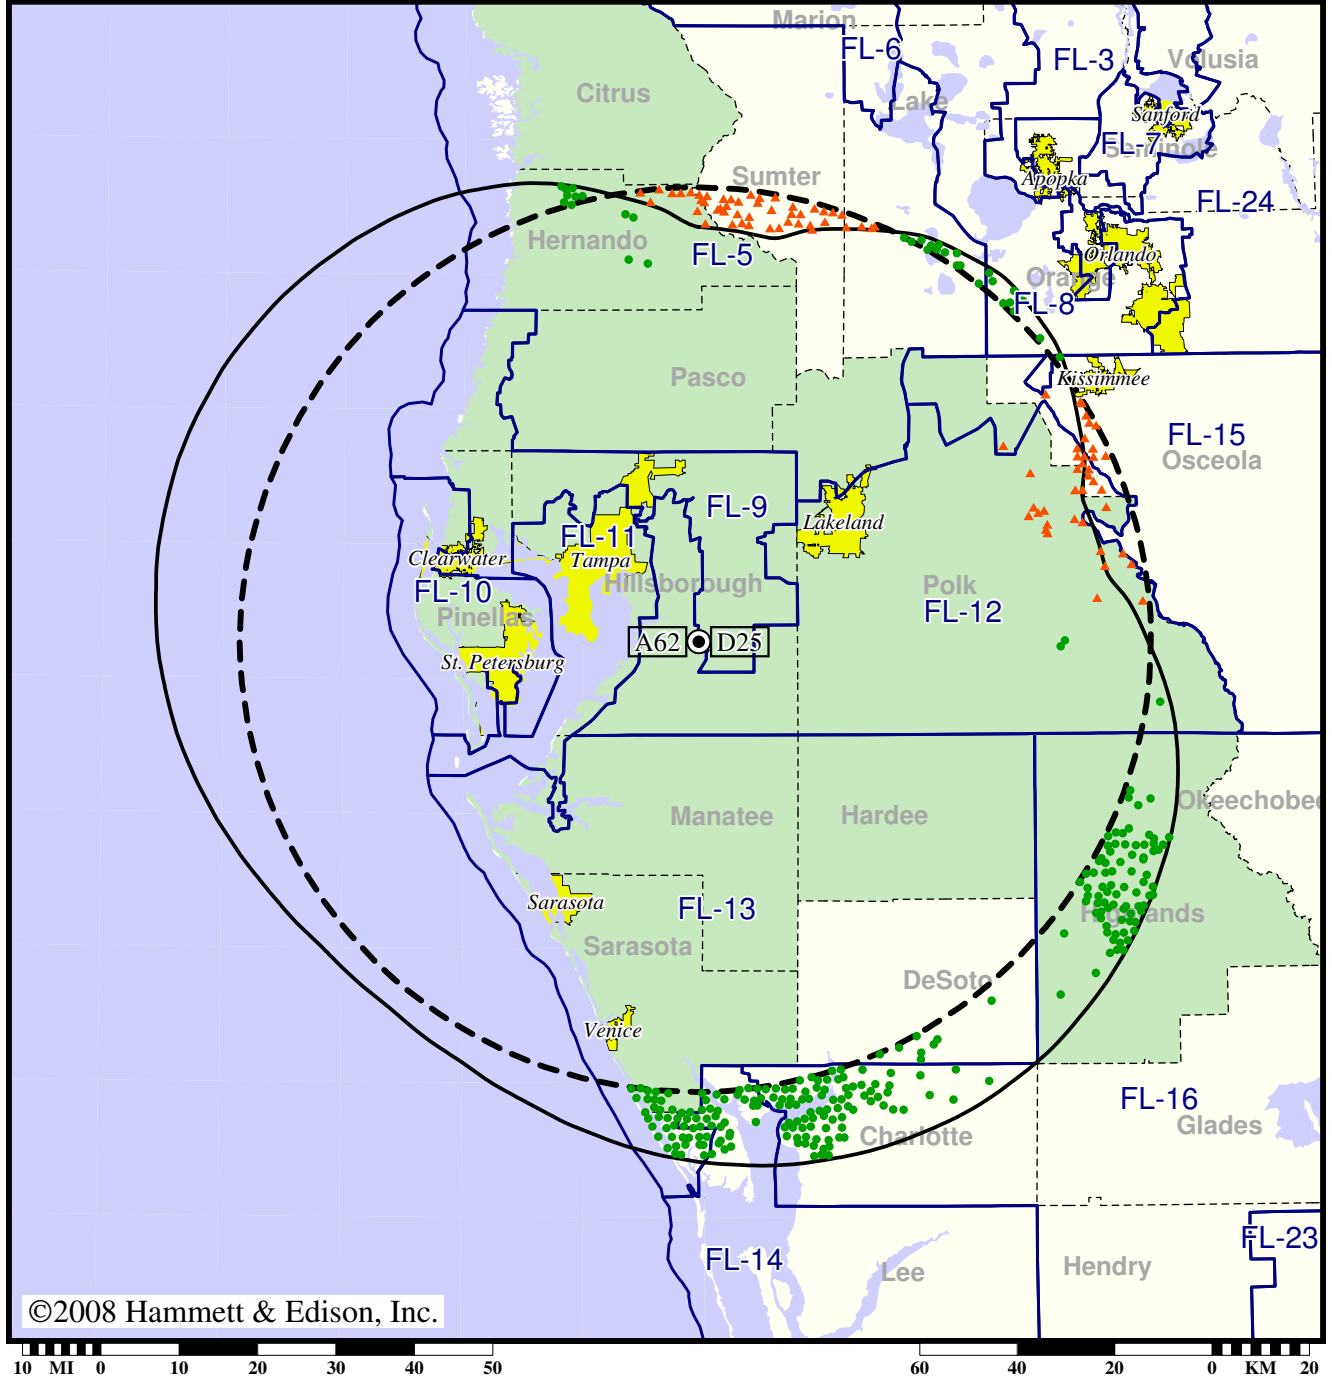 Marion
FL-6
FL-3
Volusia
Citrus
Lake
Sanford
FL-7
Seminole
Apopka
Sumter
FL-24
Hernando
FL-5
Orlando
Orange
FL-8
Pasco
Kissimmee
FL-15
Osceola
FL-9
Lakeland
FL-11
Clearwater
Tampa
FL-10
Hillsborough
Polk
Pinellas
FL-12
A62
D25
St. Petersburg
Okeechobee
Manatee
Hardee
Sarasota
FL-13
Highlands
Sarasota
DeSoto
Venice
FL-16
Glades
Charlotte
FL-14
FL-23
Lee
Hendry
©2008 Hammett & Edison, Inc.
10 MI 0 10 20 30 40 50
60 40 20 0 KM 20